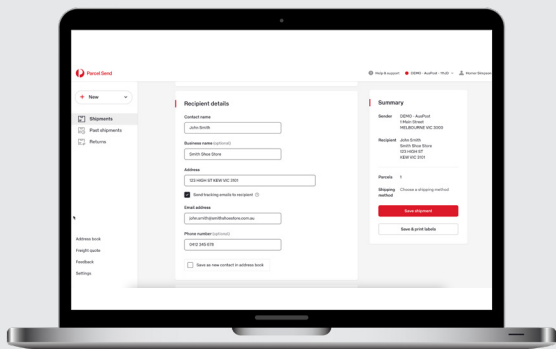 Parcel Send
Help & support
DEMO - AusPost - 1120
Homer Simpson
New
Shipments
Past shipments
Returns
Address book
Freight quote
Feedback
Settings
Recipient details
Contact name
John Smith
Business name (optional)
Smith Shoe Store
Address
123 HIGH ST KEW VIC 3101
Send tracking emails to recipient
Email address
john.smith@smithshoestore.com.au
Phone number (optional)
0412 345 678
Save as new contact in address book
Summary
Sender
DEMO - AusPost
1 Main Street
MELBOURNE VIC 3000
Recipient
John Smith
Smith Shoe Store
123 HIGH ST
KEW VIC 3101
Parcels
1
Shipping
method
Choose a shipping method
Save shipment
Save & print labels